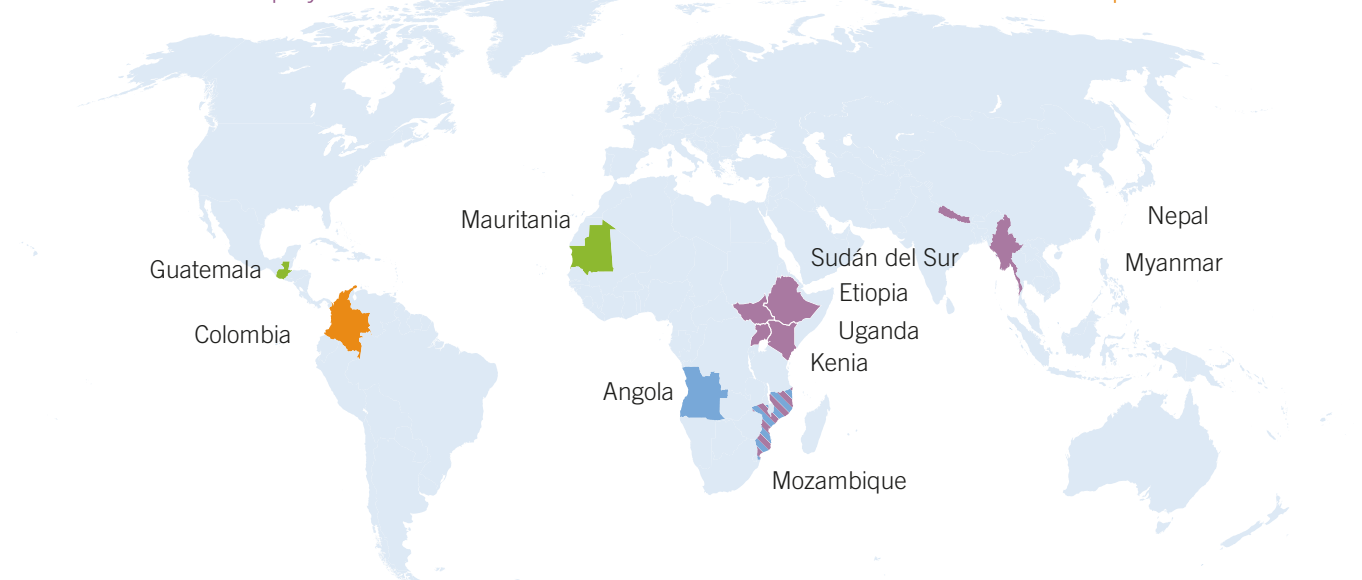 Mauritania
Nepal
Sudán del Sur
Guatemala
Myanmar
Etiopia
Colombia
Uganda
Kenia
Angola
Mozambique